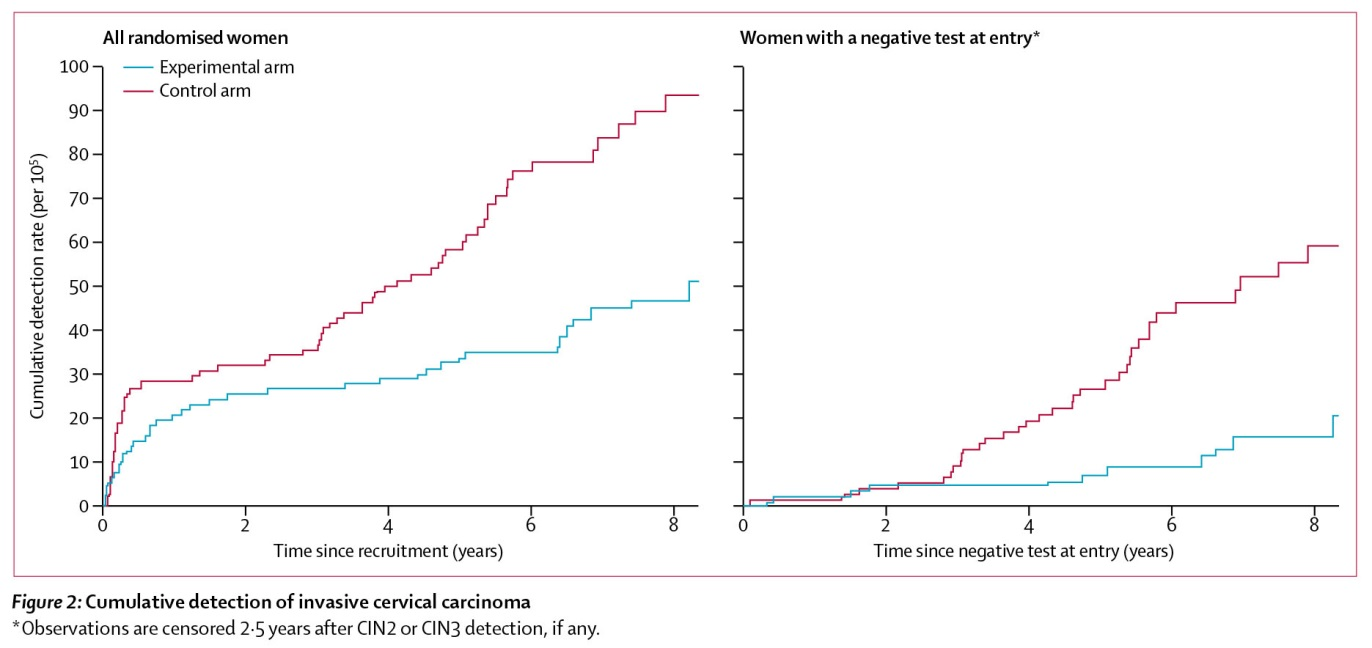 All randomised women
Experimental arm
Control arm
Cumulative detection rate (per 10⁵)
100
90
80
70
60
50
40
30
20
10
0
0 2 4 6 8
Time since recruitment (years)
Women with a negative test at entry*
0 2 4 6 8
Time since negative test at entry (years)
Figure 2: Cumulative detection of invasive cervical carcinoma
*Observations are censored 2·5 years after CIN2 or CIN3 detection, if any.